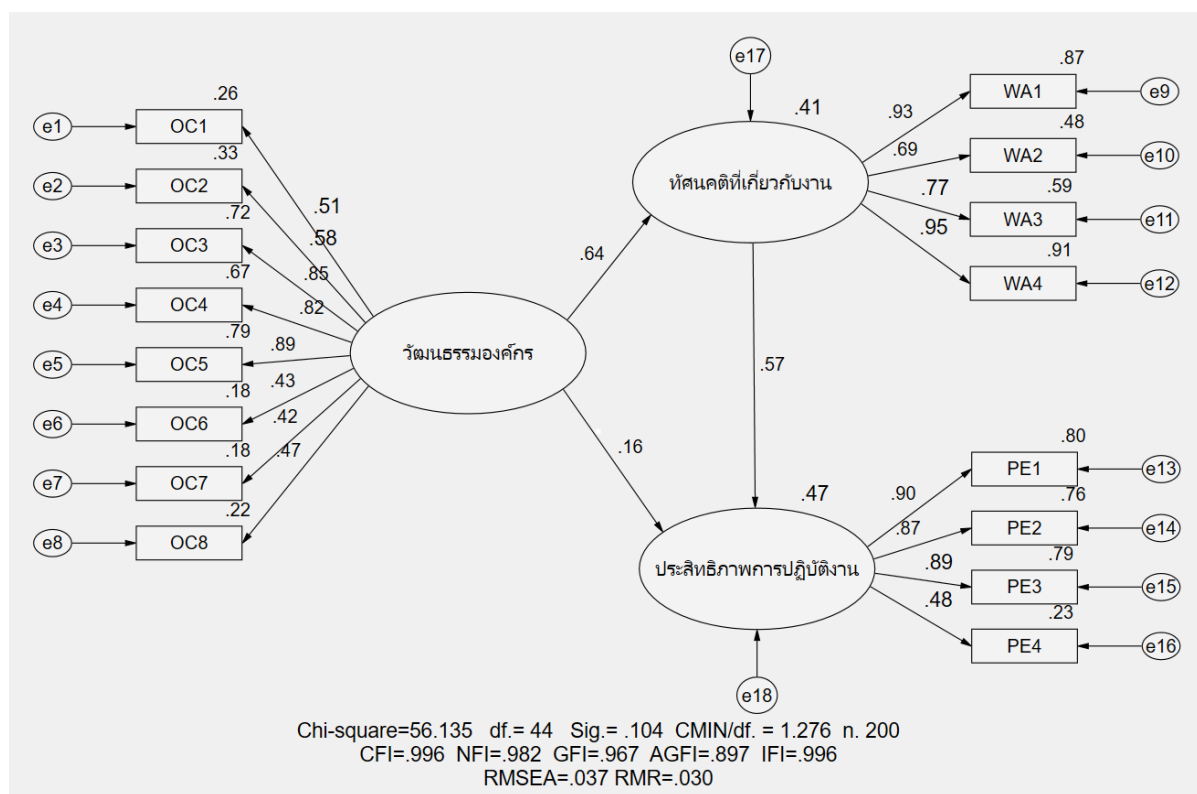 e17
.41
.87
WA1
e9
.93
.48
WA2
e10
.69
.59
WA3
e11
.77
.91
WA4
e12
.95
ทัศนคติที่เกี่ยวกับงาน
.26
e1
OC1
.51
.33
e2
OC2
.58
.72
e3
OC3
.85
.67
e4
OC4
.82
.79
e5
OC5
.89
.18
e6
OC6
.43
.18
e7
OC7
.42
.22
e8
OC8
.47
วัฒนธรรมองค์กร
.64
.57
.16
.47
ประสิทธิภาพการปฏิบัติงาน
e18
.80
PE1
e13
.90
.76
PE2
e14
.87
.79
PE3
e15
.89
.23
PE4
e16
.48
Chi-square=56.135 df.= 44 Sig.= .104 CMIN/df. = 1.276 n. 200
CFI=.996 NFI=.982 GFI=.967 AGFI=.897 IFI=.996
RMSEA=.037 RMR=.030